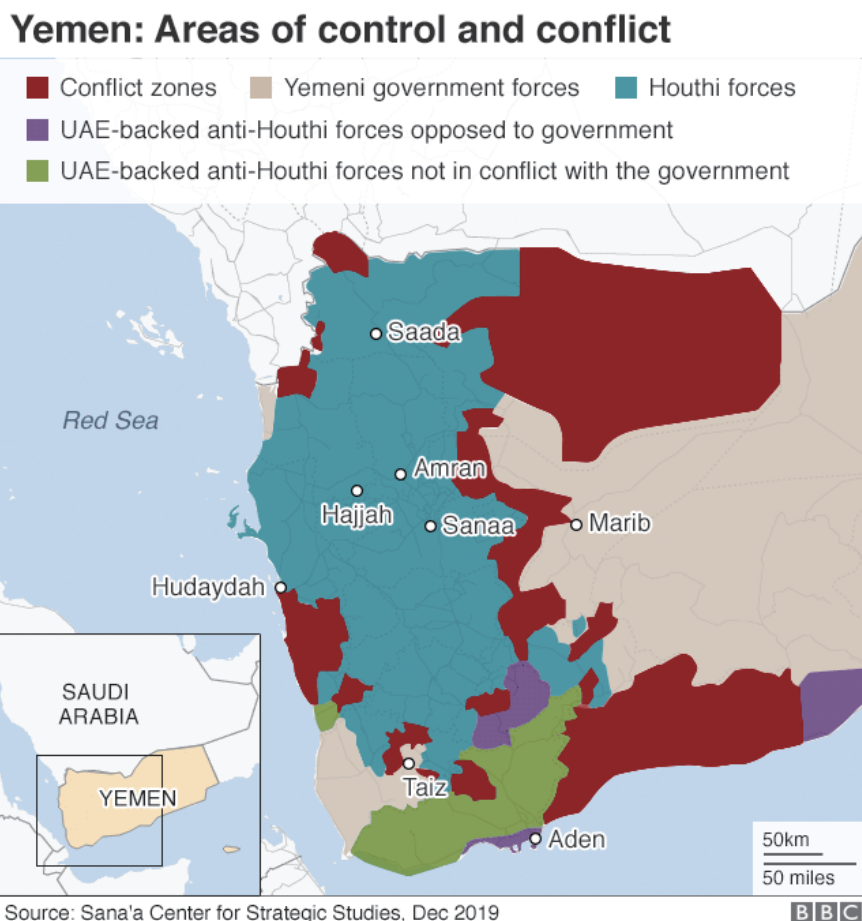 Yemen: Areas of control and conflict
Conflict zones
Yemeni government forces
Houthi forces
UAE-backed anti-Houthi forces opposed to government
UAE-backed anti-Houthi forces not in conflict with the government
Saada
Red Sea
Amran
Hajjah
Sanaa
Marib
Hudaydah
SAUDI
ARABIA
YEMEN
Taiz
Aden
50km
50 miles
Source: Sana'a Center for Strategic Studies, Dec 2019
BBC